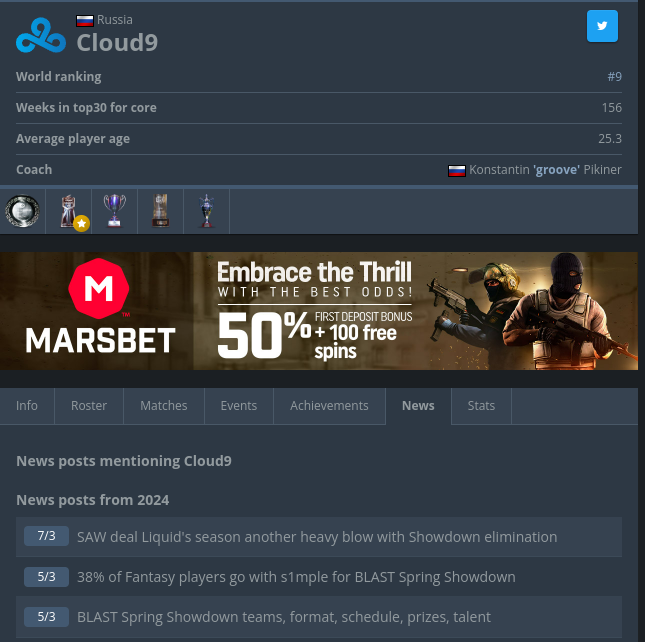 Russia
Cloud9
World ranking #9
Weeks in top30 for core 156
Average player age 25.3
Coach Konstantin 'groove' Pikiner
M™
MARSBET
Embrace the Thrill
WITH THE BEST ODDS!
50% FIRST DEPOSIT BONUS
+ 100 free
spins
Info Roster Matches Events Achievements News Stats
News posts mentioning Cloud9
News posts from 2024
7/3 SAW deal Liquid's season another heavy blow with Showdown elimination
5/3 38% of Fantasy players go with s1mple for BLAST Spring Showdown
5/3 BLAST Spring Showdown teams, format, schedule, prizes, talent